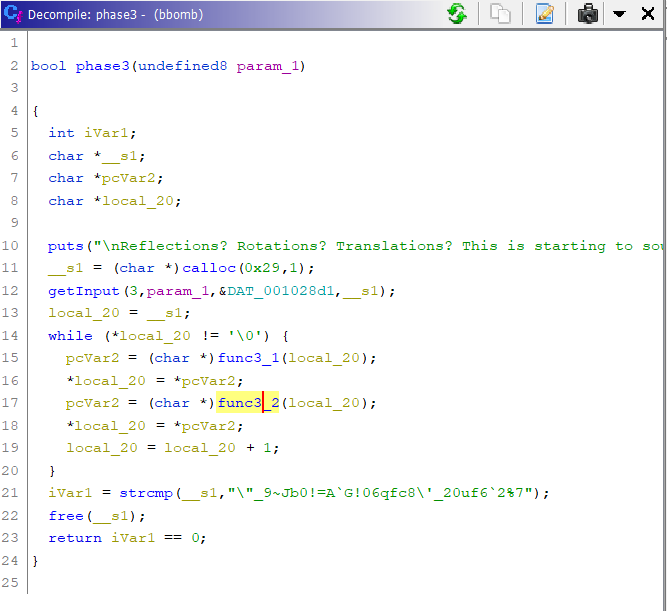 Decompile: phase3 - (bbomb)
1
2 bool phase3(undefined8 param_1)
3
4 {
5 int iVar1;
6 char *__s1;
7 char *pcVar2;
8 char *local_20;
9
10 puts("\nReflections? Rotations? Translations? This is starting to sou
11 __s1 = (char *)calloc(0x29,1);
12 getInput(3,param_1,&DAT_001028d1,__s1);
13 local_20 = __s1;
14 while (*local_20 != '\0') {
15 pcVar2 = (char *)func3_1(local_20);
16 *local_20 = *pcVar2;
17 pcVar2 = (char *)func3_2(local_20);
18 *local_20 = *pcVar2;
19 local_20 = local_20 + 1;
20 }
21 iVar1 = strcmp(__s1,"\"_9~Jb0!=A`G!06qfc8\'_20uf6`2%7");
22 free(__s1);
23 return iVar1 == 0;
24 }
25